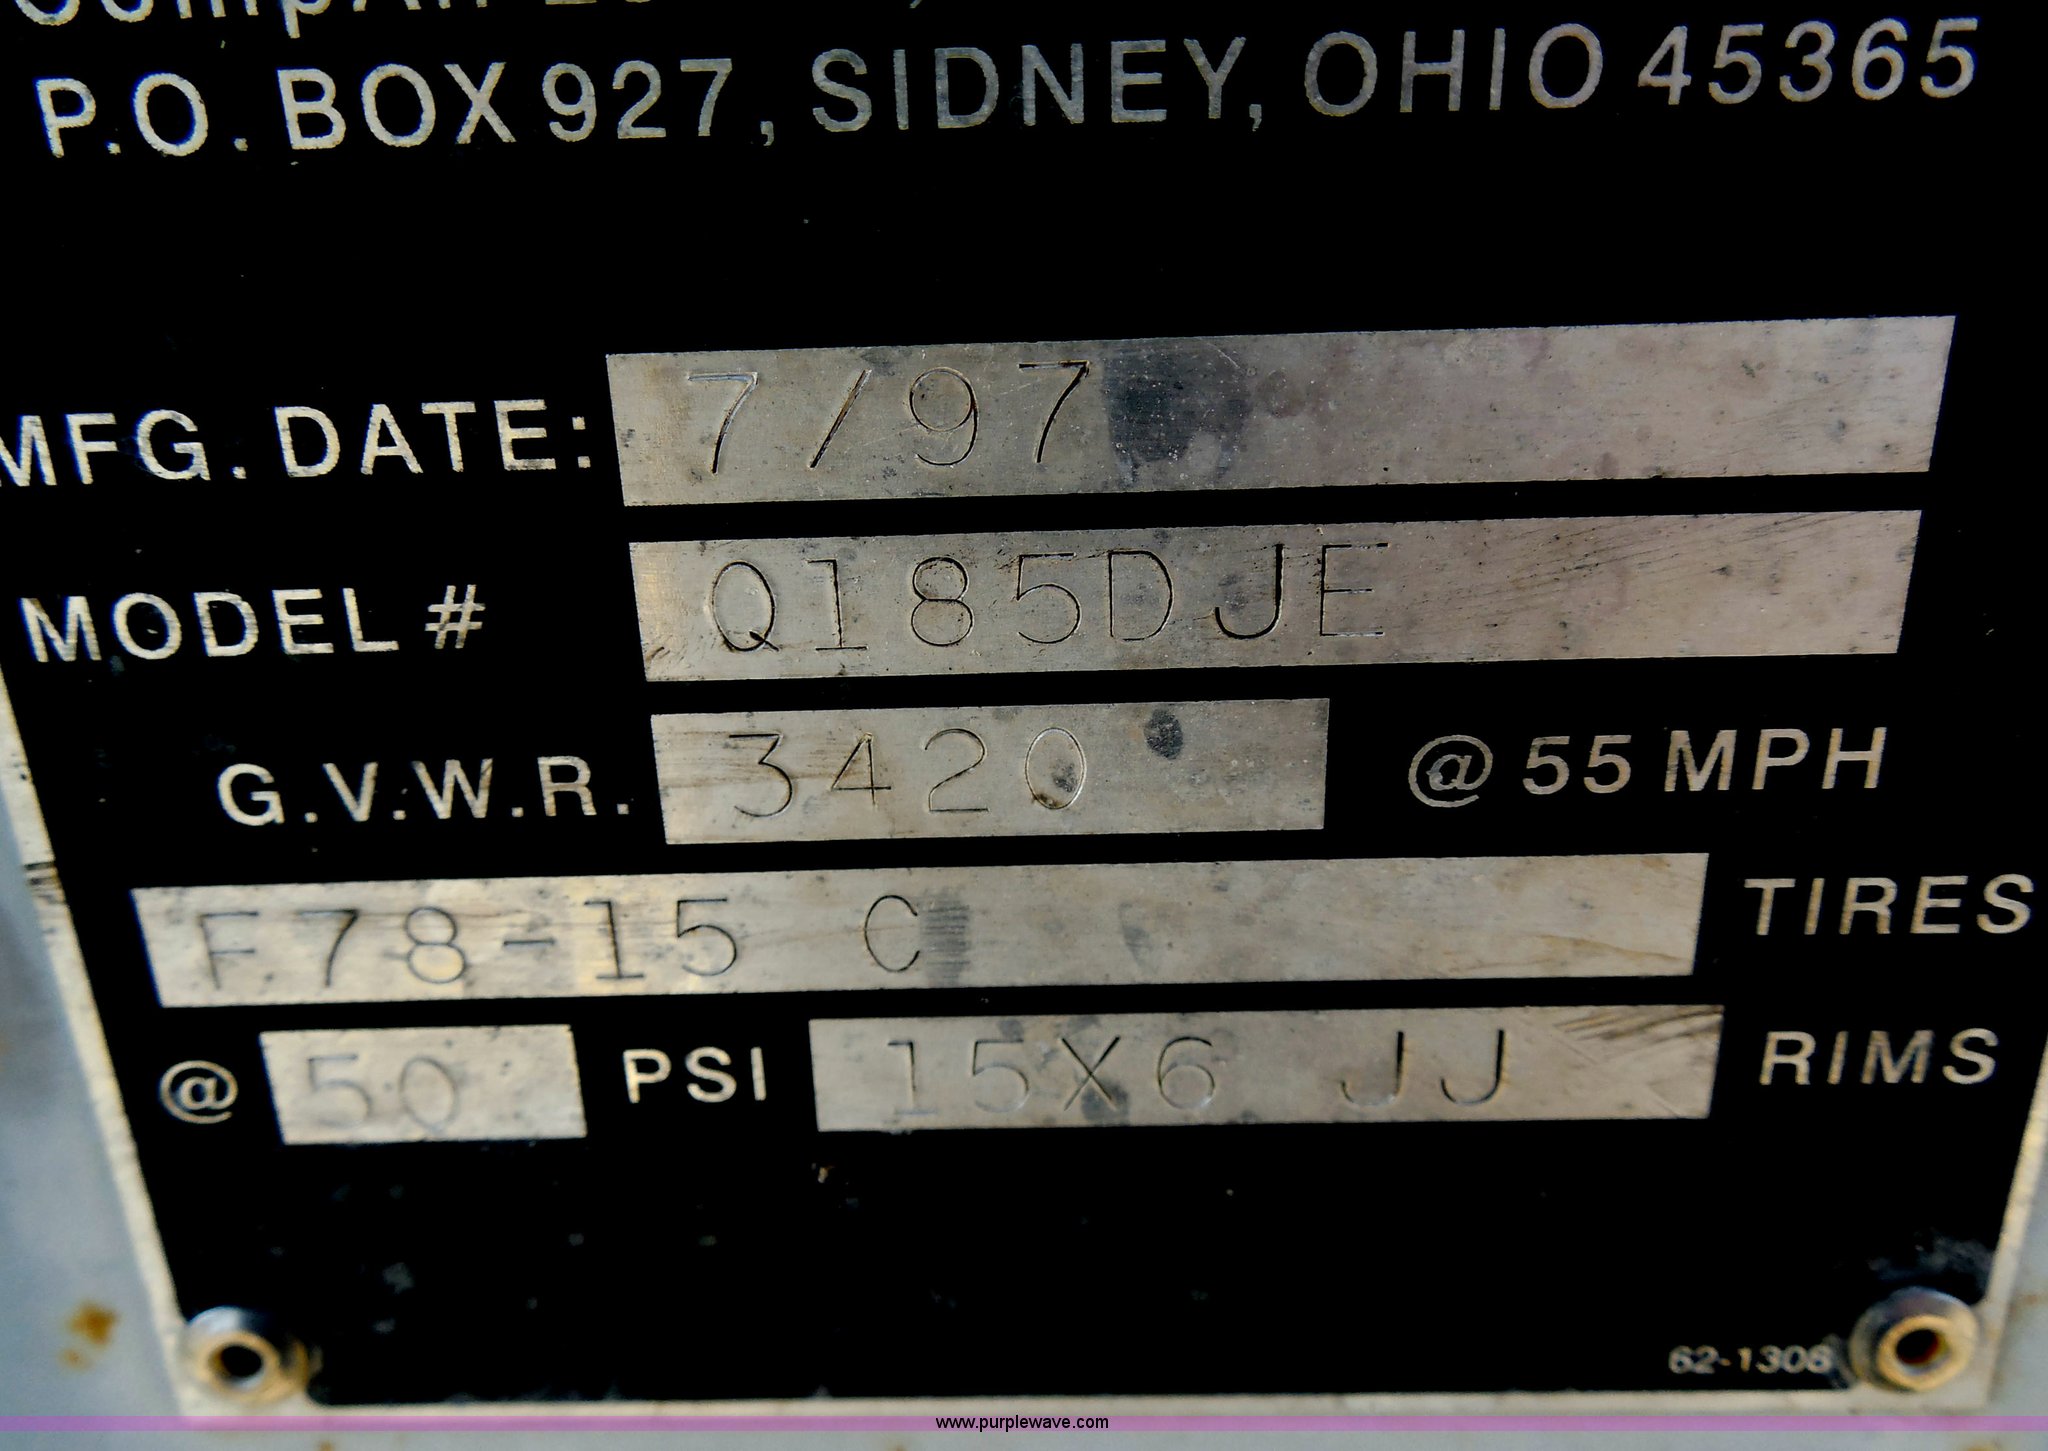 P.O. BOX 927, SIDNEY, OHIO 45365
MFG. DATE: 7/97
MODEL # Q185DJE
G.V.W.R. 3420 @ 55 MPH
F78-15 C TIRES
@ 50 PSI 15X6 JJ RIMS
62-1308
www.purplewave.com